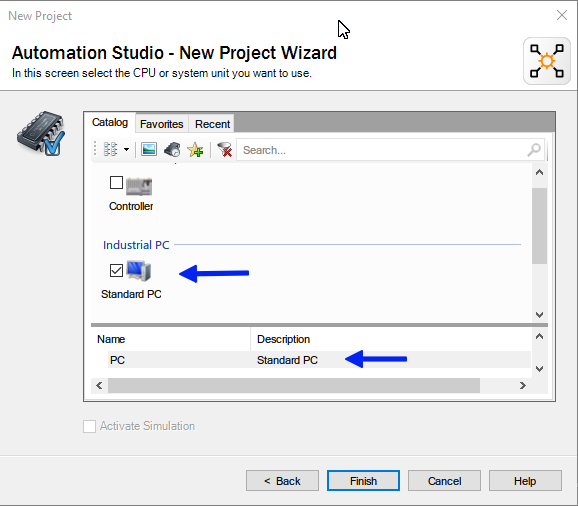 New Project
Automation Studio - New Project Wizard
In this screen select the CPU or system unit you want to use.
Catalog Favorites Recent
Search...
Controller
Industrial PC
Standard PC
Name Description
PC Standard PC
Activate Simulation
< Back Finish Cancel Help